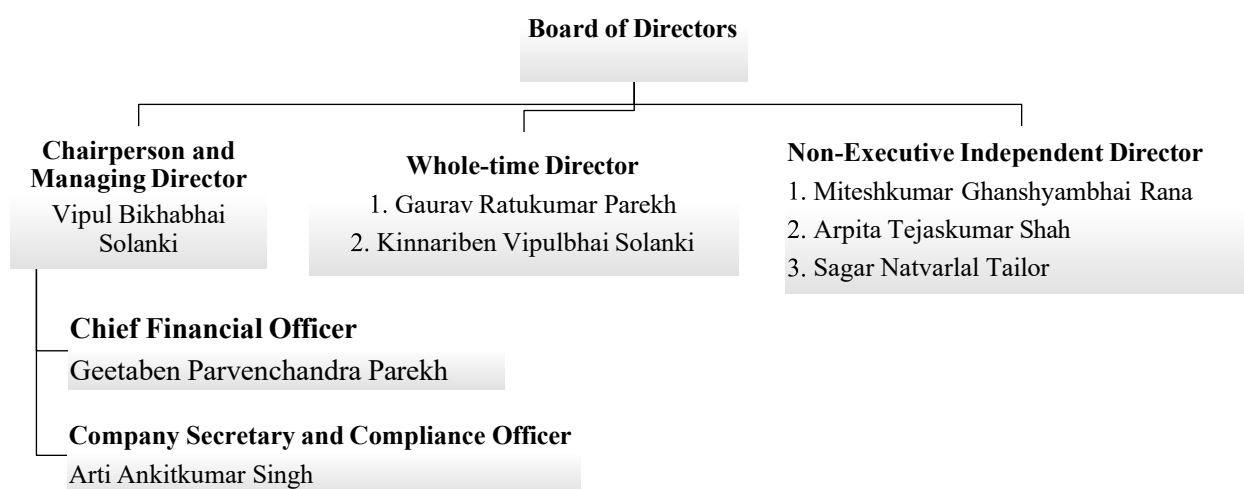 Board of Directors
Chairperson and
Managing Director
Vipul Bikhabhai
Solanki
Whole-time Director
1. Gaurav Ratukumar Parekh
2. Kinnariben Vipulbhai Solanki
Non-Executive Independent Director
1. Miteshkumar Ghanshyambhai Rana
2. Arpita Tejaskumar Shah
3. Sagar Natvarlal Tailor
Chief Financial Officer
Geetaben Parvenchandra Parekh
Company Secretary and Compliance Officer
Arti Ankitkumar Singh